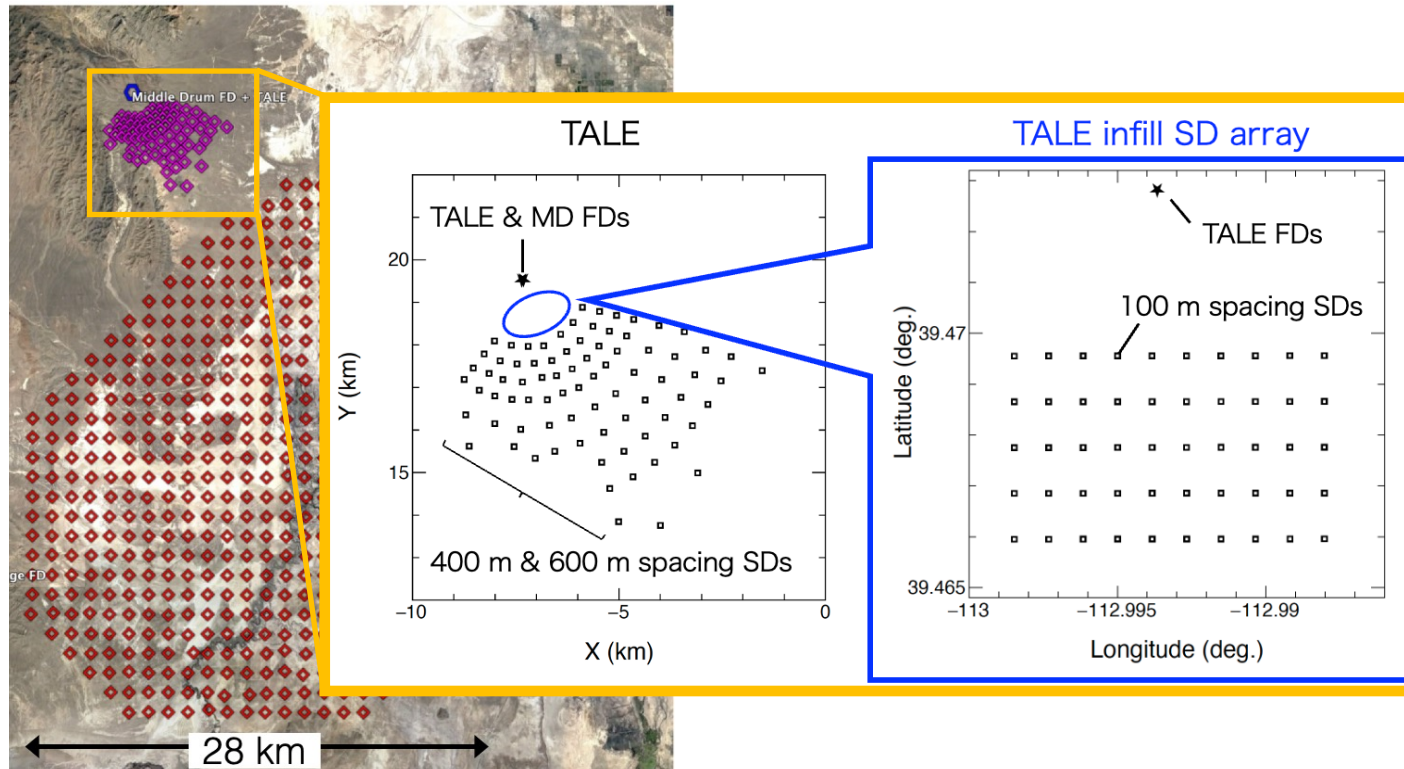 Middle Drum FD + TALE
ge FD
28 km
TALE
TALE & MD FDs
20
15
Y (km)
400 m & 600 m spacing SDs
−10
−5
0
X (km)
TALE infill SD array
TALE FDs
100 m spacing SDs
39.47
39.465
Latitude (deg.)
−113
−112.995
−112.99
Longitude (deg.)